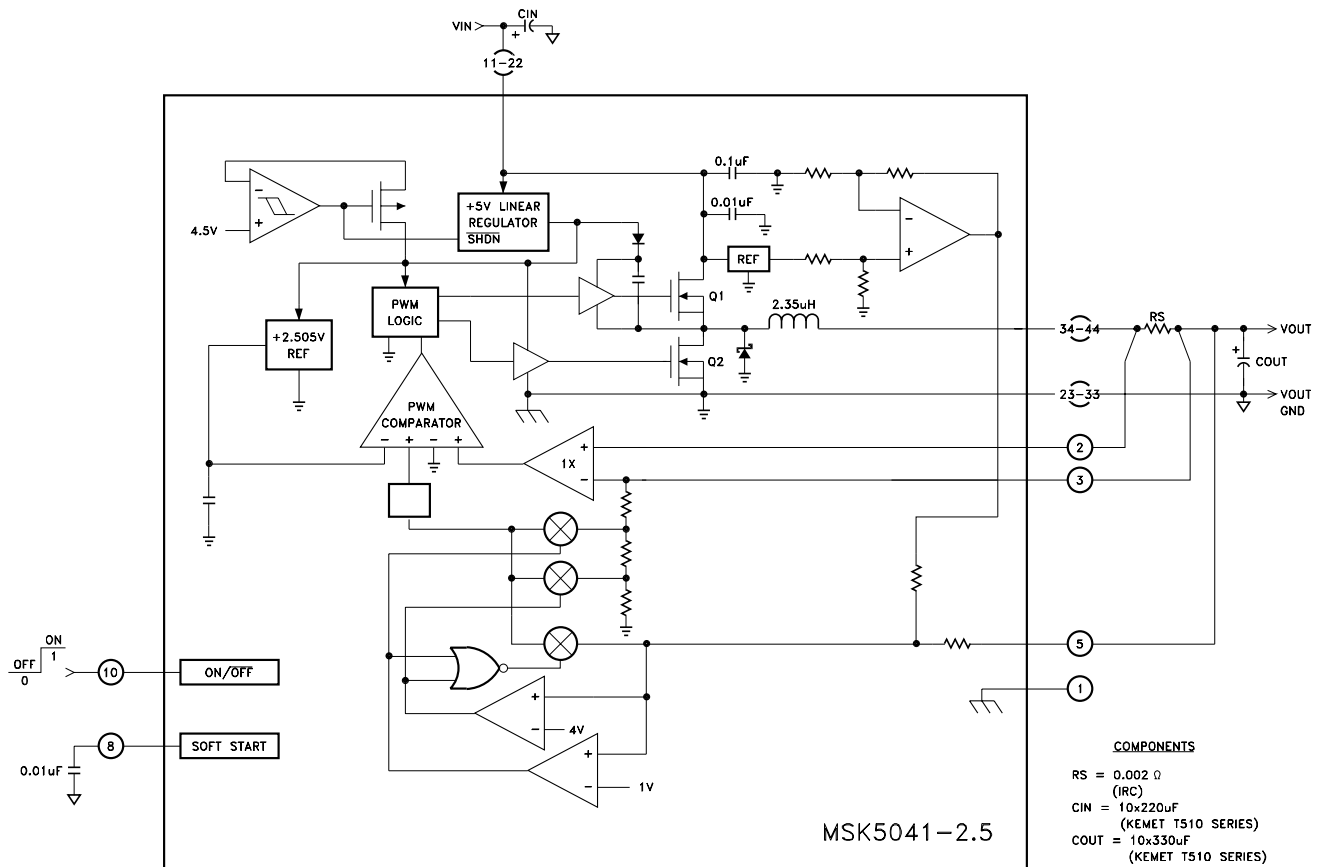 CIN
VIN
+
11-22
0.1uF
+5V LINEAR
REGULATOR
SHDN
0.01uF
-
+
4.5V
-
+
REF
PWM
LOGIC
Q1
2.35uH
+2.505V
REF
34-44
RS
VOUT
+
COUT
Q2
23-33
VOUT
GND
PWM
COMPARATOR
- + - +
1X
+
-
2
3
ON
1
OFF
0
10
ON/OFF
5
1
+
-
4V
8
SOFT START
0.01uF
+
-
1V
COMPONENTS
RS = 0.002 Ω
(IRC)
CIN = 10x220uF
(KEMET T510 SERIES)
COUT = 10x330uF
(KEMET T510 SERIES)
MSK5041-2.5